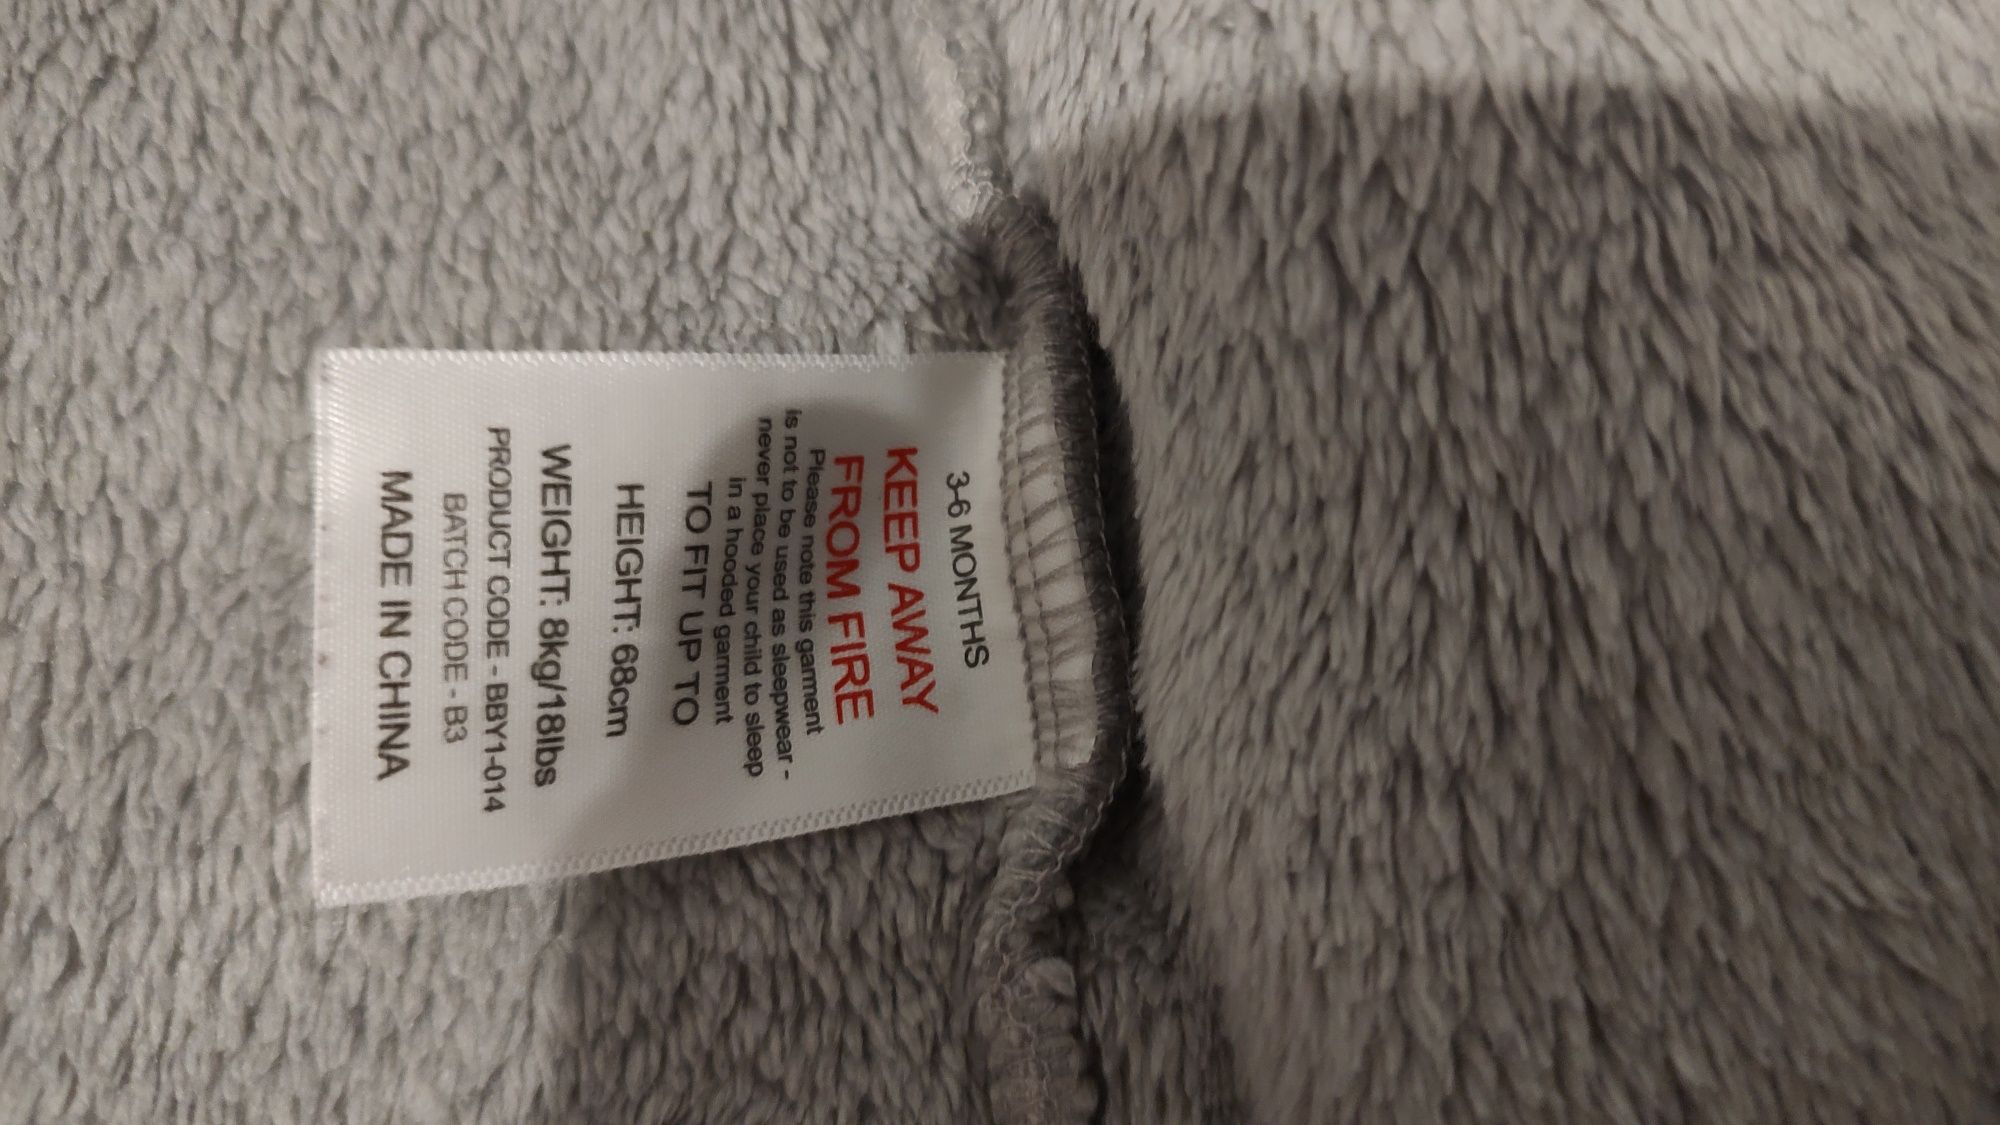 3-6 MONTHS
KEEP AWAY
FROM FIRE
Please note this garment
is not to be used as sleepwear -
never place your child to sleep
in a hooded garment
TO FIT UP TO
HEIGHT: 68cm
WEIGHT: 8kg/18lbs
PRODUCT CODE - BBY1-014
BATCH CODE - B3
MADE IN CHINA